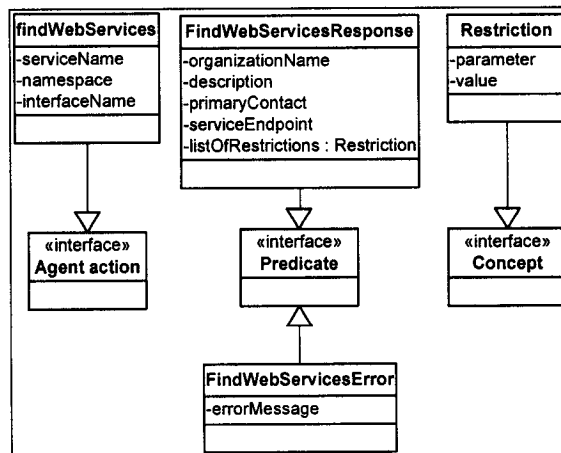 findWebServices
-serviceName
-namespace
-interfaceName
FindWebServicesResponse
-organizationName
-description
-primaryContact
-serviceEndpoint
-listOfRestrictions : Restriction
Restriction
-parameter
-value
«interface»
Agent action
«interface»
Predicate
«interface»
Concept
FindWebServicesError
-errorMessage